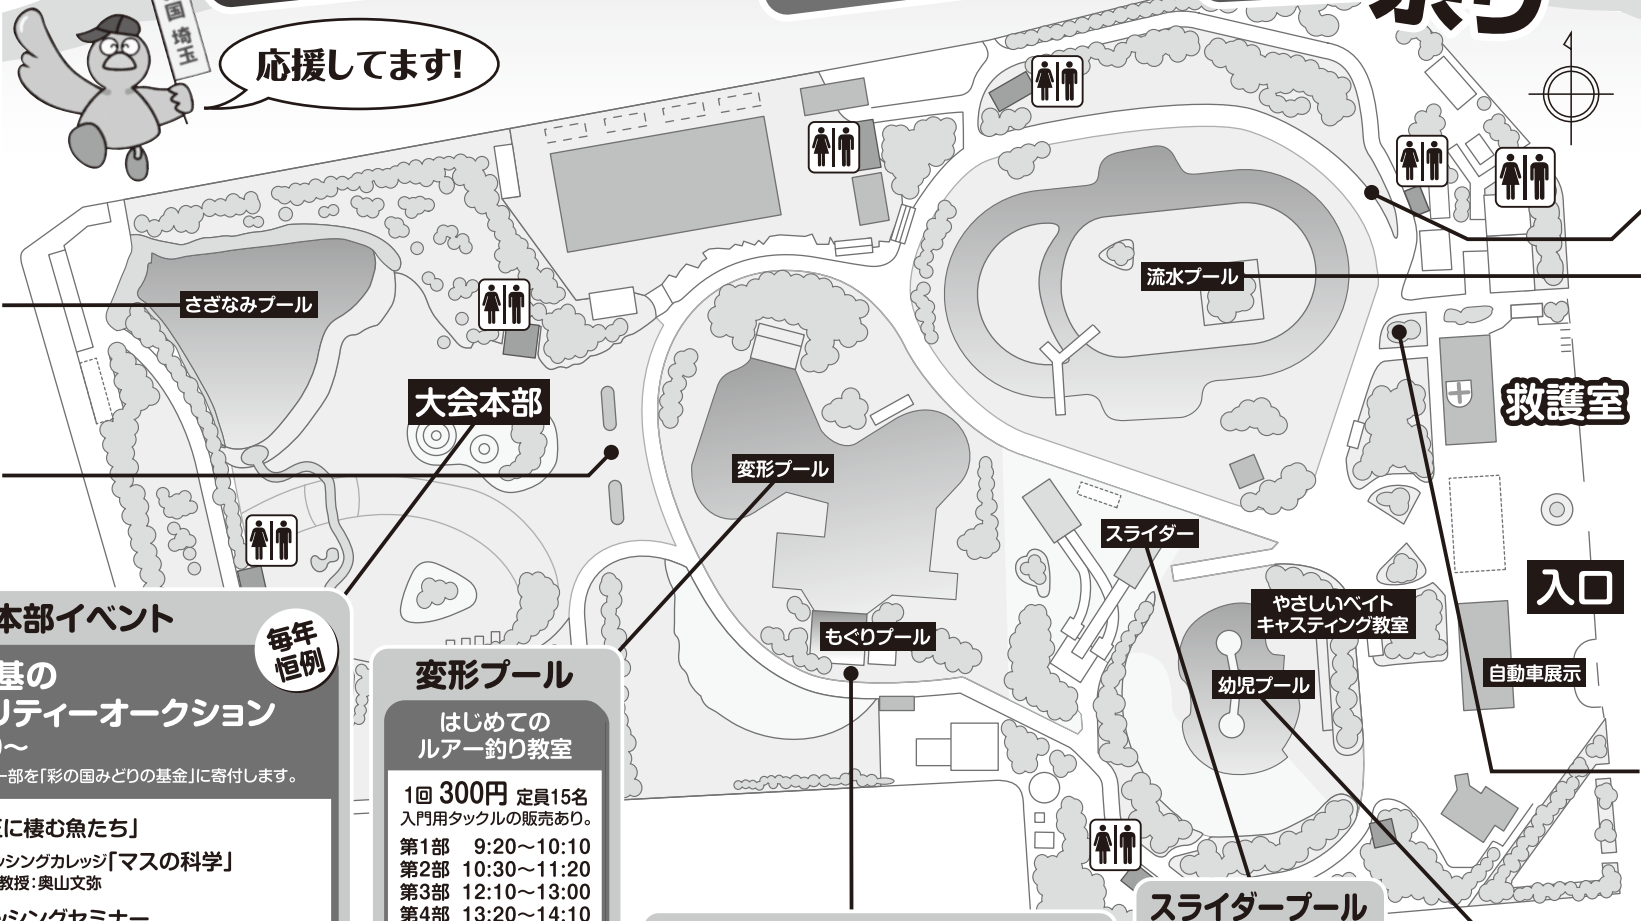 国 埼玉
応援してます!
さざなみプール
流水プール
大会本部
救護室
変形プール
スライダー
入口
やさしいベイト
キャスティング教室
もぐりプール
自動車展示
幼児プール
本部イベント
毎年
恒例
基の
リティーオークション
一部を「彩の国みどりの基金」に寄付します。
に棲む魚たち」
ッシングカレッジ「マスの科学」
教授：奥山文弥
ッシングセミナー
変形プール
はじめての
ルアー釣り教室
1回 300円 定員15名
入門用タックルの販売あり。
第1部 9:20〜10:10
第2部 10:30〜11:20
第3部 12:10〜13:00
第4部 13:20〜14:10
スライダープール